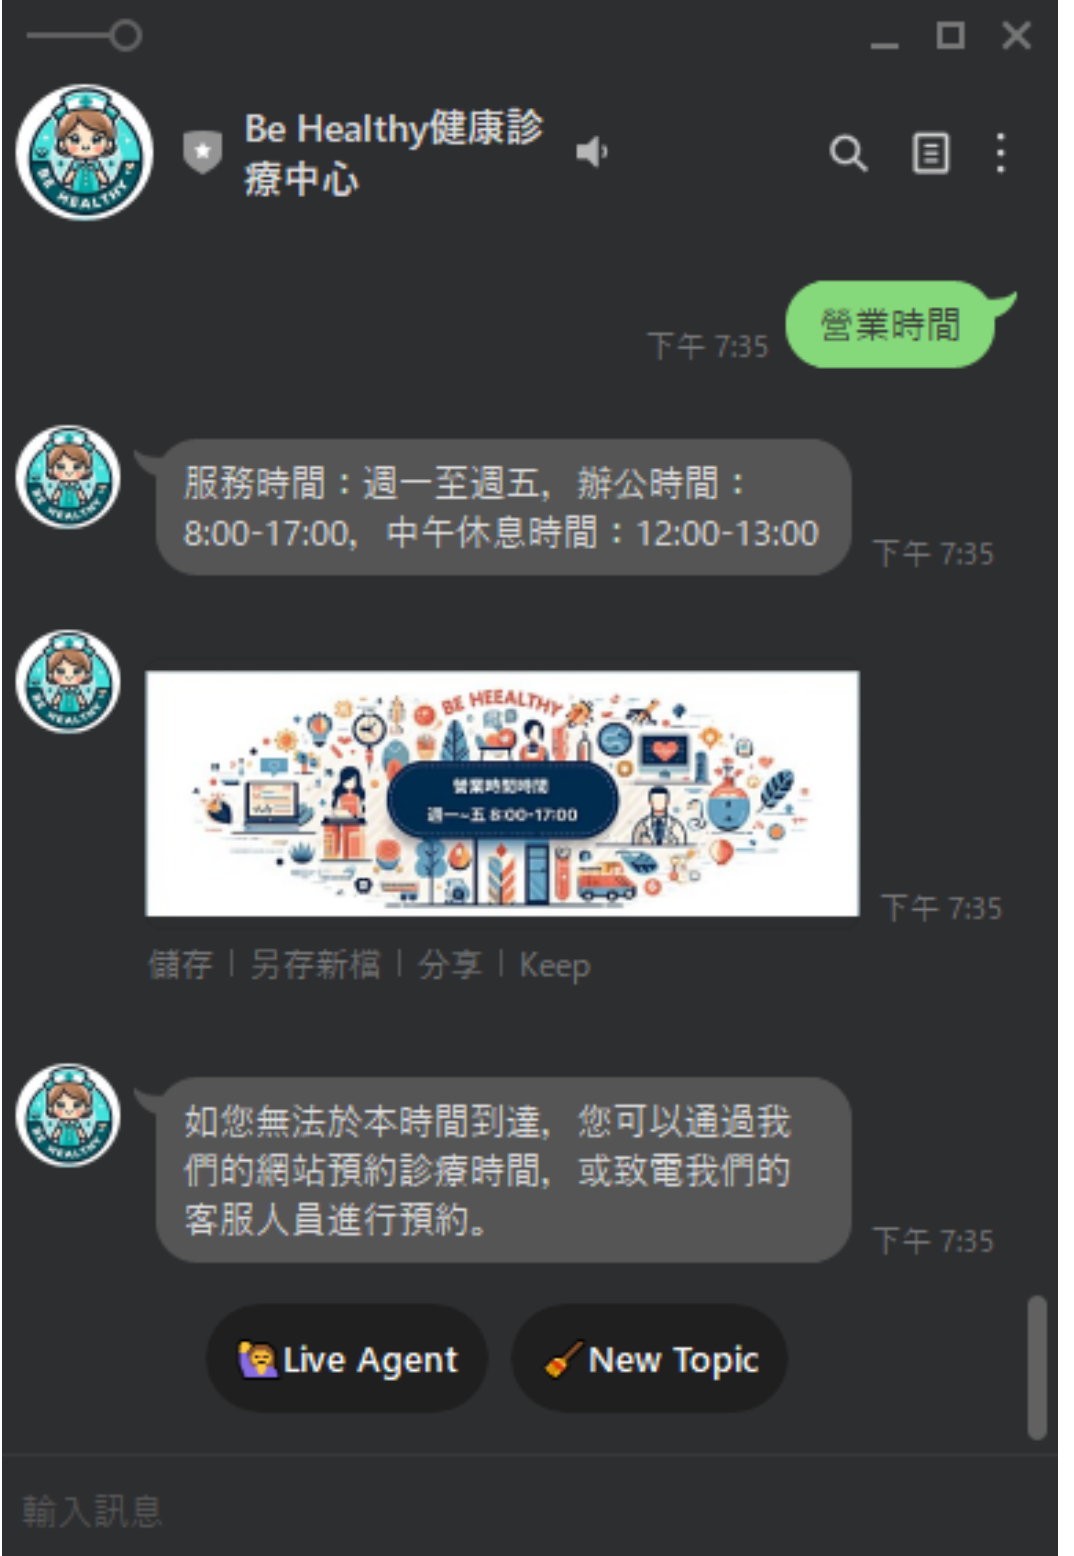 Be Healthy健康診
療中心
營業時間
下午 7:35
服務時間：週一至週五，辦公時間：
8:00-17:00，中午休息時間：12:00-13:00
下午 7:35
BE HEEALTHY
營業時間時間
週一~五 8:00-17:00
下午 7:35
儲存 | 另存新檔 | 分享 | Keep
如您無法於本時間到達，您可以通過我
們的網站預約診療時間，或致電我們的
客服人員進行預約。
下午 7:35
Live Agent
New Topic
輸入訊息
BE HEALTHY